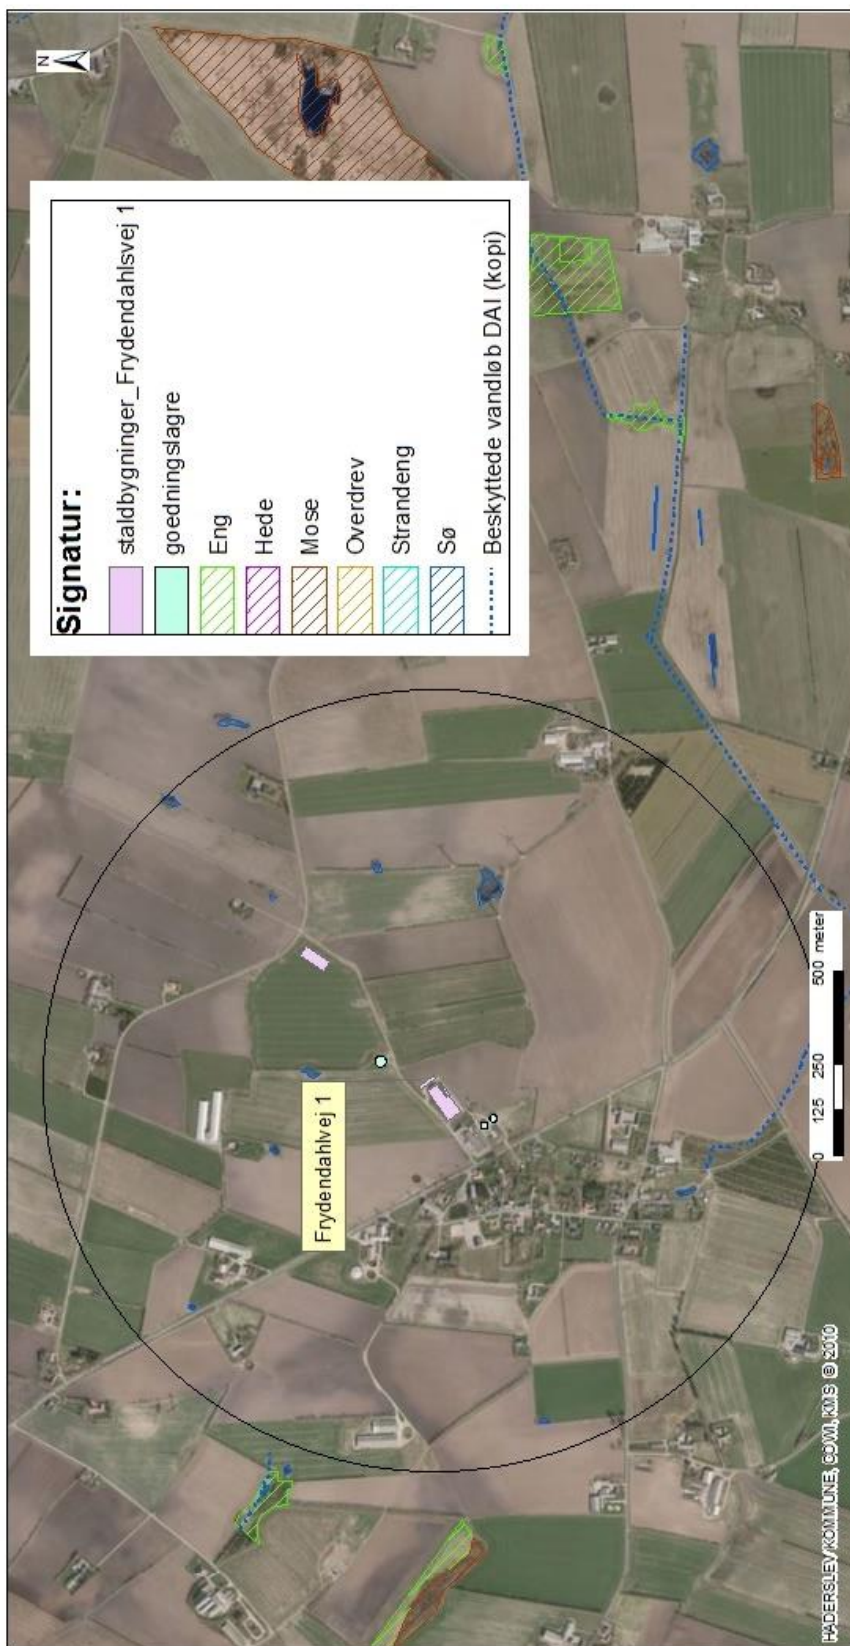 N
Signatur:
staldbygninger_Frydendahlsvej 1
goedningslagre
Eng
Hede
Mose
Overdrev
Strandeng
Sø
Beskyttede vandløb DAI (kopi)
Frydendahlvej 1
0 125 250 500 meter
HADERSLEV KOMMUNE, COWI, KMS © 2010